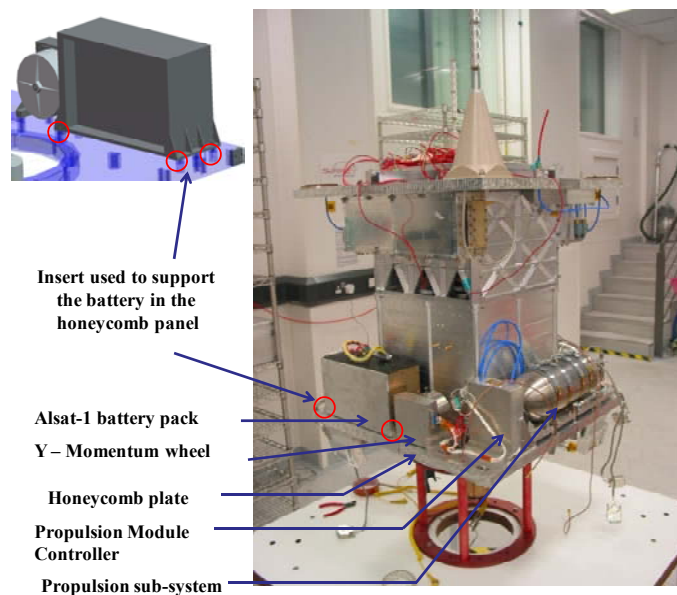 Insert used to support
the battery in the
honeycomb panel
Alsat-1 battery pack
Y – Momentum wheel
Honeycomb plate
Propulsion Module
Controller
Propulsion sub-system